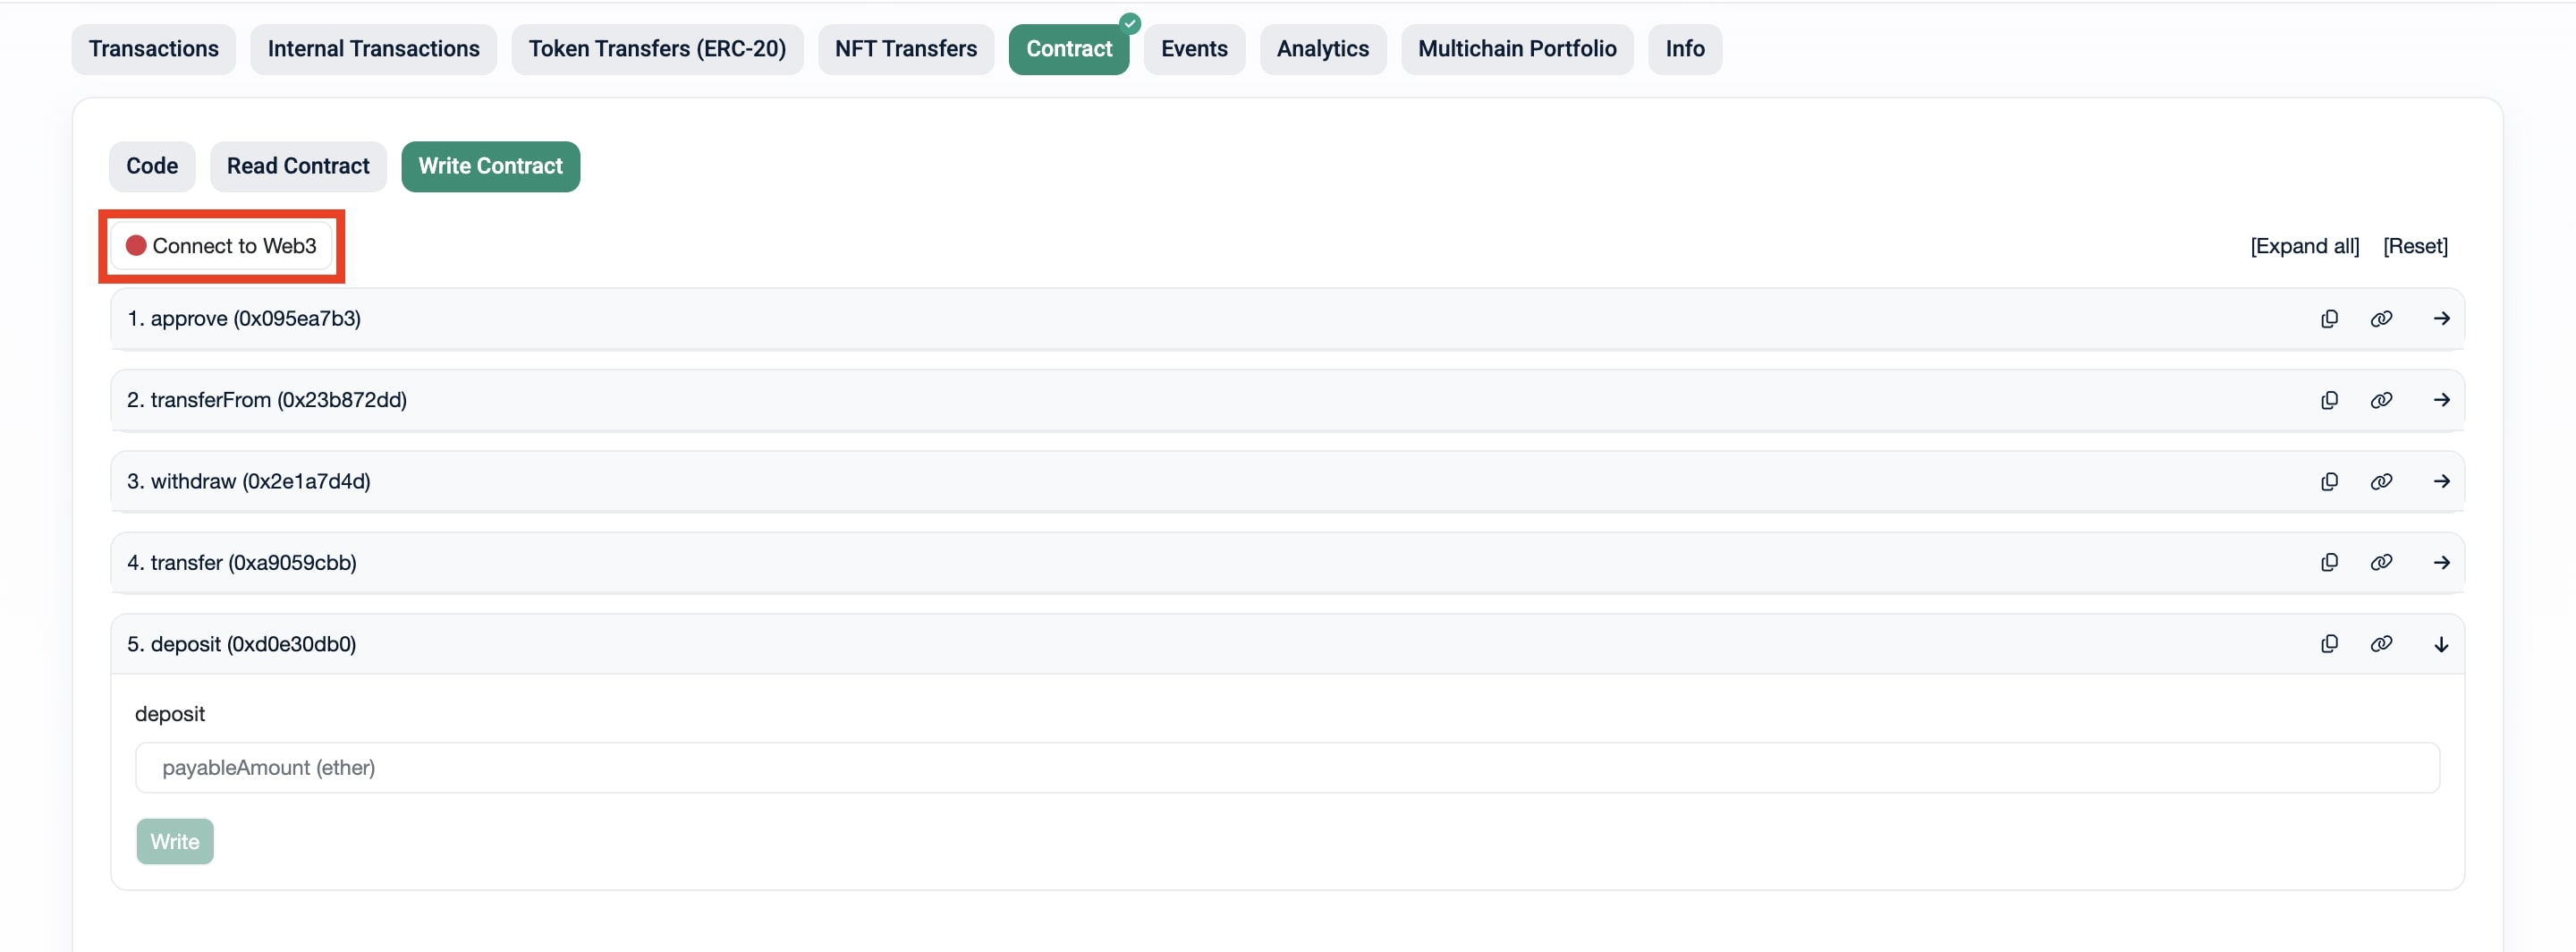 Transactions Internal Transactions Token Transfers (ERC-20) NFT Transfers Contract Events Analytics Multichain Portfolio Info
Code Read Contract Write Contract
Connect to Web3 [Expand all] [Reset]
1. approve (0x095ea7b3)
2. transferFrom (0x23b872dd)
3. withdraw (0x2e1a7d4d)
4. transfer (0xa9059cbb)
5. deposit (0xd0e30db0)
deposit
payableAmount (ether)
Write